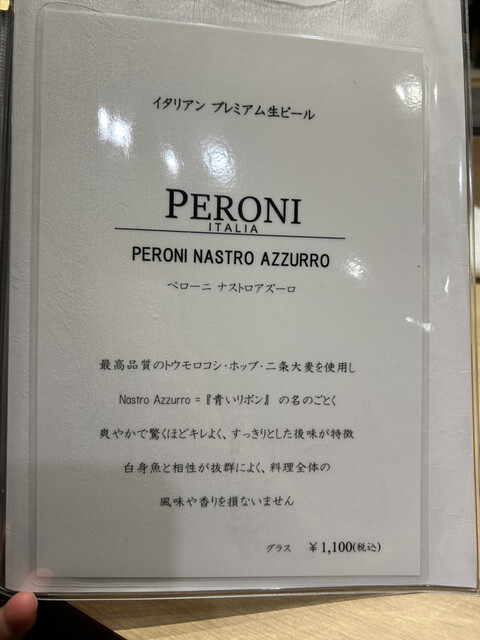 イタリアン プレミアム生ビール
PERONI
ITALIA
PERONI NASTRO AZZURRO
ペローニ ナストロアズーロ
最高品質のトウモロコシ・ホップ・二条大麦を使用し
Nastro Azzurro = 『青いリボン』 の名のごとく
爽やかで驚くほどキレよく、すっきりとした後味が特徴
白身魚と相性が抜群によく、料理全体の
風味や香りを損ないません
グラス ¥1,100(税込)